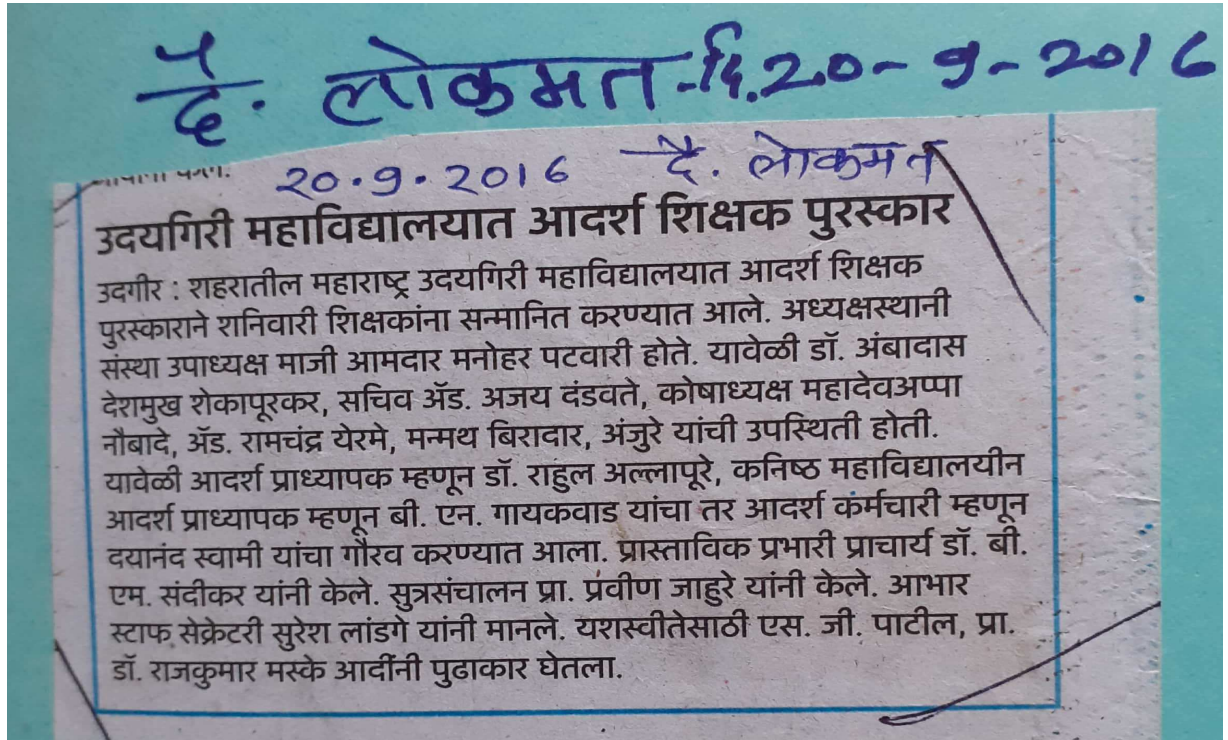 दै. लोकमत-दि.20-9-2016
20.9.2016 दै. लोकमत
उदयगिरी महाविद्यालयात आदर्श शिक्षक पुरस्कार
उदगीर : शहरातील महाराष्ट्र उदयगिरी महाविद्यालयात आदर्श शिक्षक
पुरस्काराने शनिवारी शिक्षकांना सन्मानित करण्यात आले. अध्यक्षस्थानी
संस्था उपाध्यक्ष माजी आमदार मनोहर पटवारी होते. यावेळी डॉ. अंबादास
देशमुख शेकापूरकर, सचिव ॲड. अजय दंडवते, कोषाध्यक्ष महादेवअप्पा
नौबादे, ॲड. रामचंद्र येरमे, मन्मथ बिरादार, अंजुरे यांची उपस्थिती होती.
यावेळी आदर्श प्राध्यापक म्हणून डॉ. राहुल अल्लापूरे, कनिष्ठ महाविद्यालयीन
आदर्श प्राध्यापक म्हणून बी. एन. गायकवाड यांचा तर आदर्श कर्मचारी म्हणून
दयानंद स्वामी यांचा गौरव करण्यात आला. प्रास्ताविक प्रभारी प्राचार्य डॉ. बी.
एम. संदीकर यांनी केले. सुत्रसंचालन प्रा. प्रवीण जाहुरे यांनी केले. आभार
स्टाफ सेक्रेटरी सुरेश लांडगे यांनी मानले. यशस्वीतेसाठी एस. जी. पाटील, प्रा.
डॉ. राजकुमार मस्के आदींनी पुढाकार घेतला.